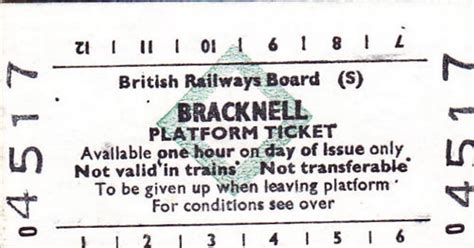 12 | 11 | 10 | 9 | 8 | 7
British Railways Board (S)
BRACKNELL
PLATFORM TICKET
Available one hour on day of Issue only
Not valid in trains. Not transferable.
To be given up when leaving platform
For conditions see over
1 | 2 | 3 | 4 | 5 | 6
4517
4517